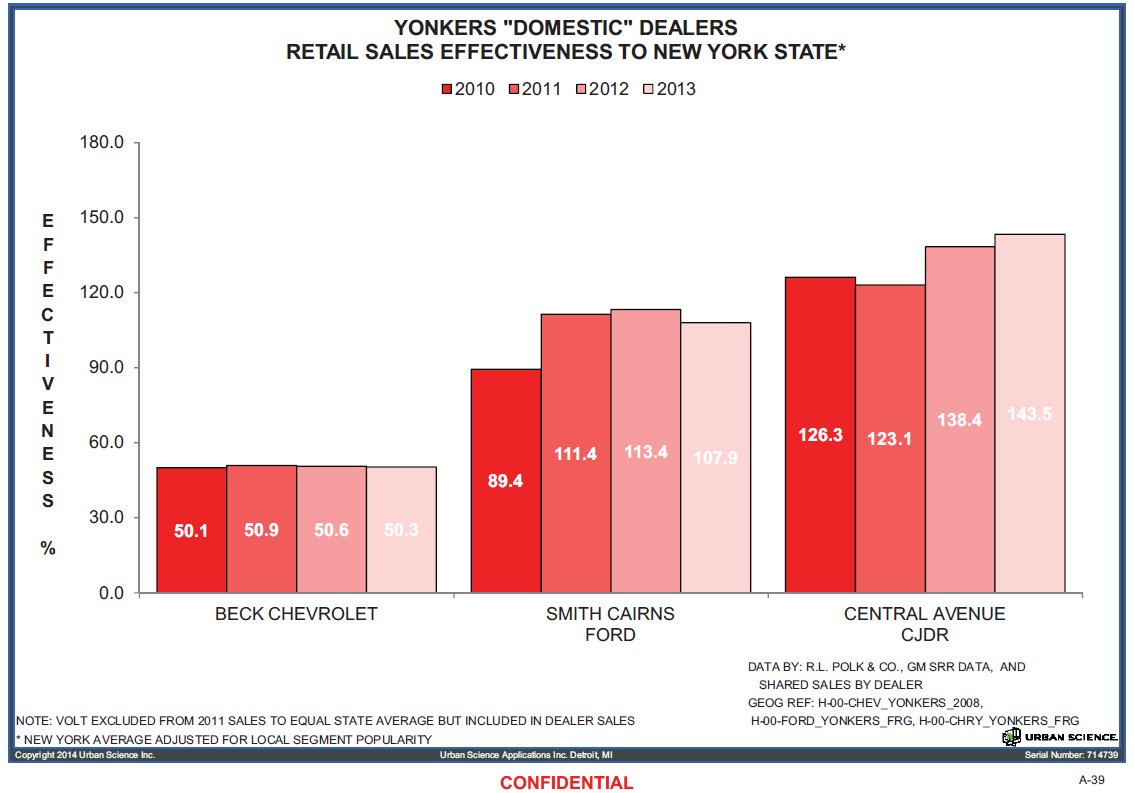 YONKERS "DOMESTIC" DEALERS
RETAIL SALES EFFECTIVENESS TO NEW YORK STATE*
2010 2011 2012 2013
EFFECTIVENESS %
180.0
150.0
120.0
90.0
60.0
30.0
0.0
50.1 50.9 50.6 50.3
89.4 111.4 113.4 107.9
126.3 123.1 138.4 143.5
BECK CHEVROLET
SMITH CAIRNS
FORD
CENTRAL AVENUE
CJDR
DATA BY: R.L. POLK & CO., GM SRR DATA, AND
SHARED SALES BY DEALER
GEOG REF: H-00-CHEV_YONKERS_2008,
H-00-FORD_YONKERS_FRG, H-00-CHRY_YONKERS_FRG
NOTE: VOLT EXCLUDED FROM 2011 SALES TO EQUAL STATE AVERAGE BUT INCLUDED IN DEALER SALES
* NEW YORK AVERAGE ADJUSTED FOR LOCAL SEGMENT POPULARITY
URBAN SCIENCE.
Copyright 2014 Urban Science Inc. Urban Science Applications Inc. Detroit, MI Serial Number: 714739
CONFIDENTIAL
A-39